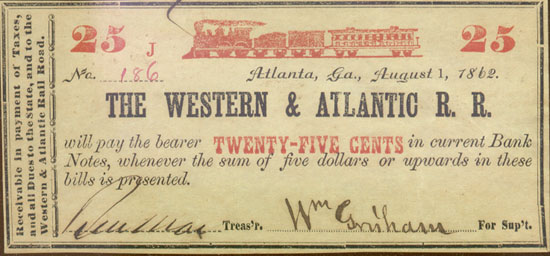 Receivable in payment of Taxes,
and all Dues to the State, and to the
Western & Atlantic Rail Road.
25 J 25
No. 186 Atlanta, Ga., August 1, 1862.
THE WESTERN & ATLANTIC R. R.
will pay the bearer TWENTY-FIVE CENTS in current Bank
Notes, whenever the sum of five dollars or upwards in these
bills is presented.
Treas'r. Wm Grisham For Sup't.